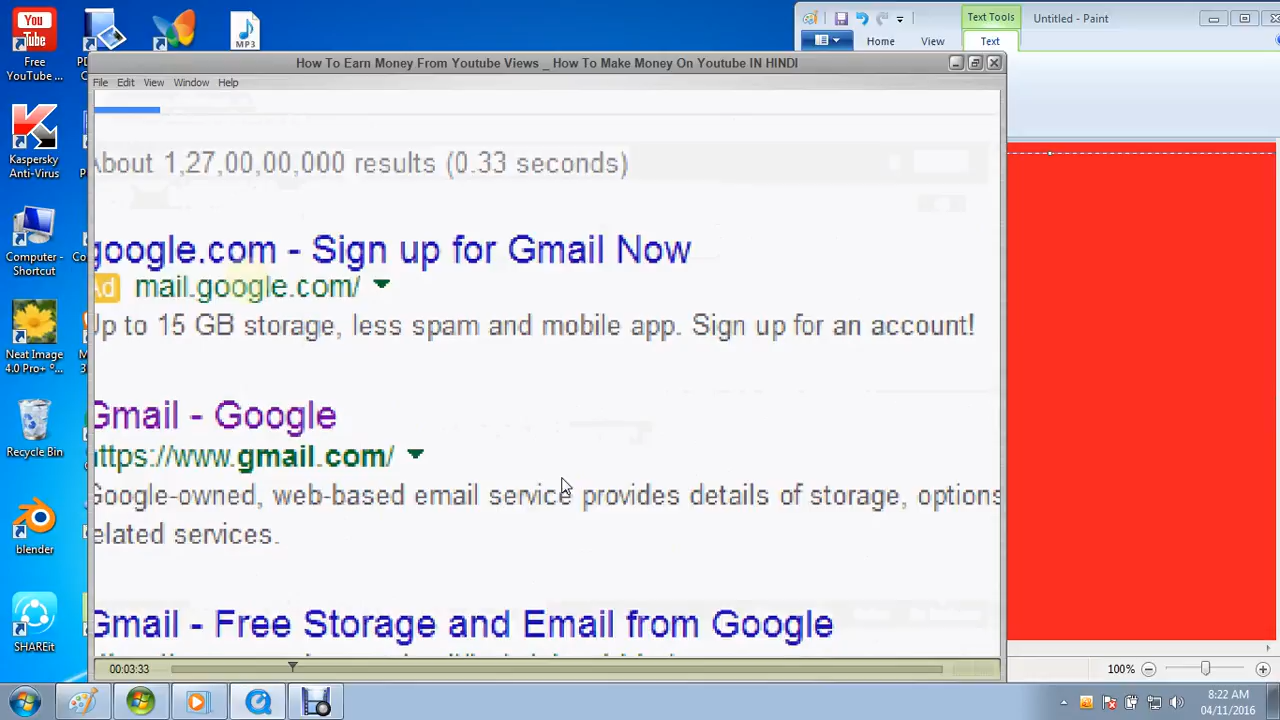 You
Tube
Free
YouTube ...
MP3
Kaspersky
Anti-Virus
Computer -
Shortcut
Neat Image
4.0 Pro+ °...
Recycle Bin
blender
SHAREit
Text Tools
Untitled - Paint
Home
View
Text
How To Earn Money From Youtube Views _ How To Make Money On Youtube IN HINDI
File
Edit
View
Window
Help
About 1,27,00,00,000 results (0.33 seconds)
google.com - Sign up for Gmail Now
Ad mail.google.com/
Up to 15 GB storage, less spam and mobile app. Sign up for an account!
Gmail - Google
https://www.gmail.com/
Google-owned, web-based email service provides details of storage, options
elated services.
Gmail - Free Storage and Email from Google
00:03:33
100%
8:22 AM
04/11/2016